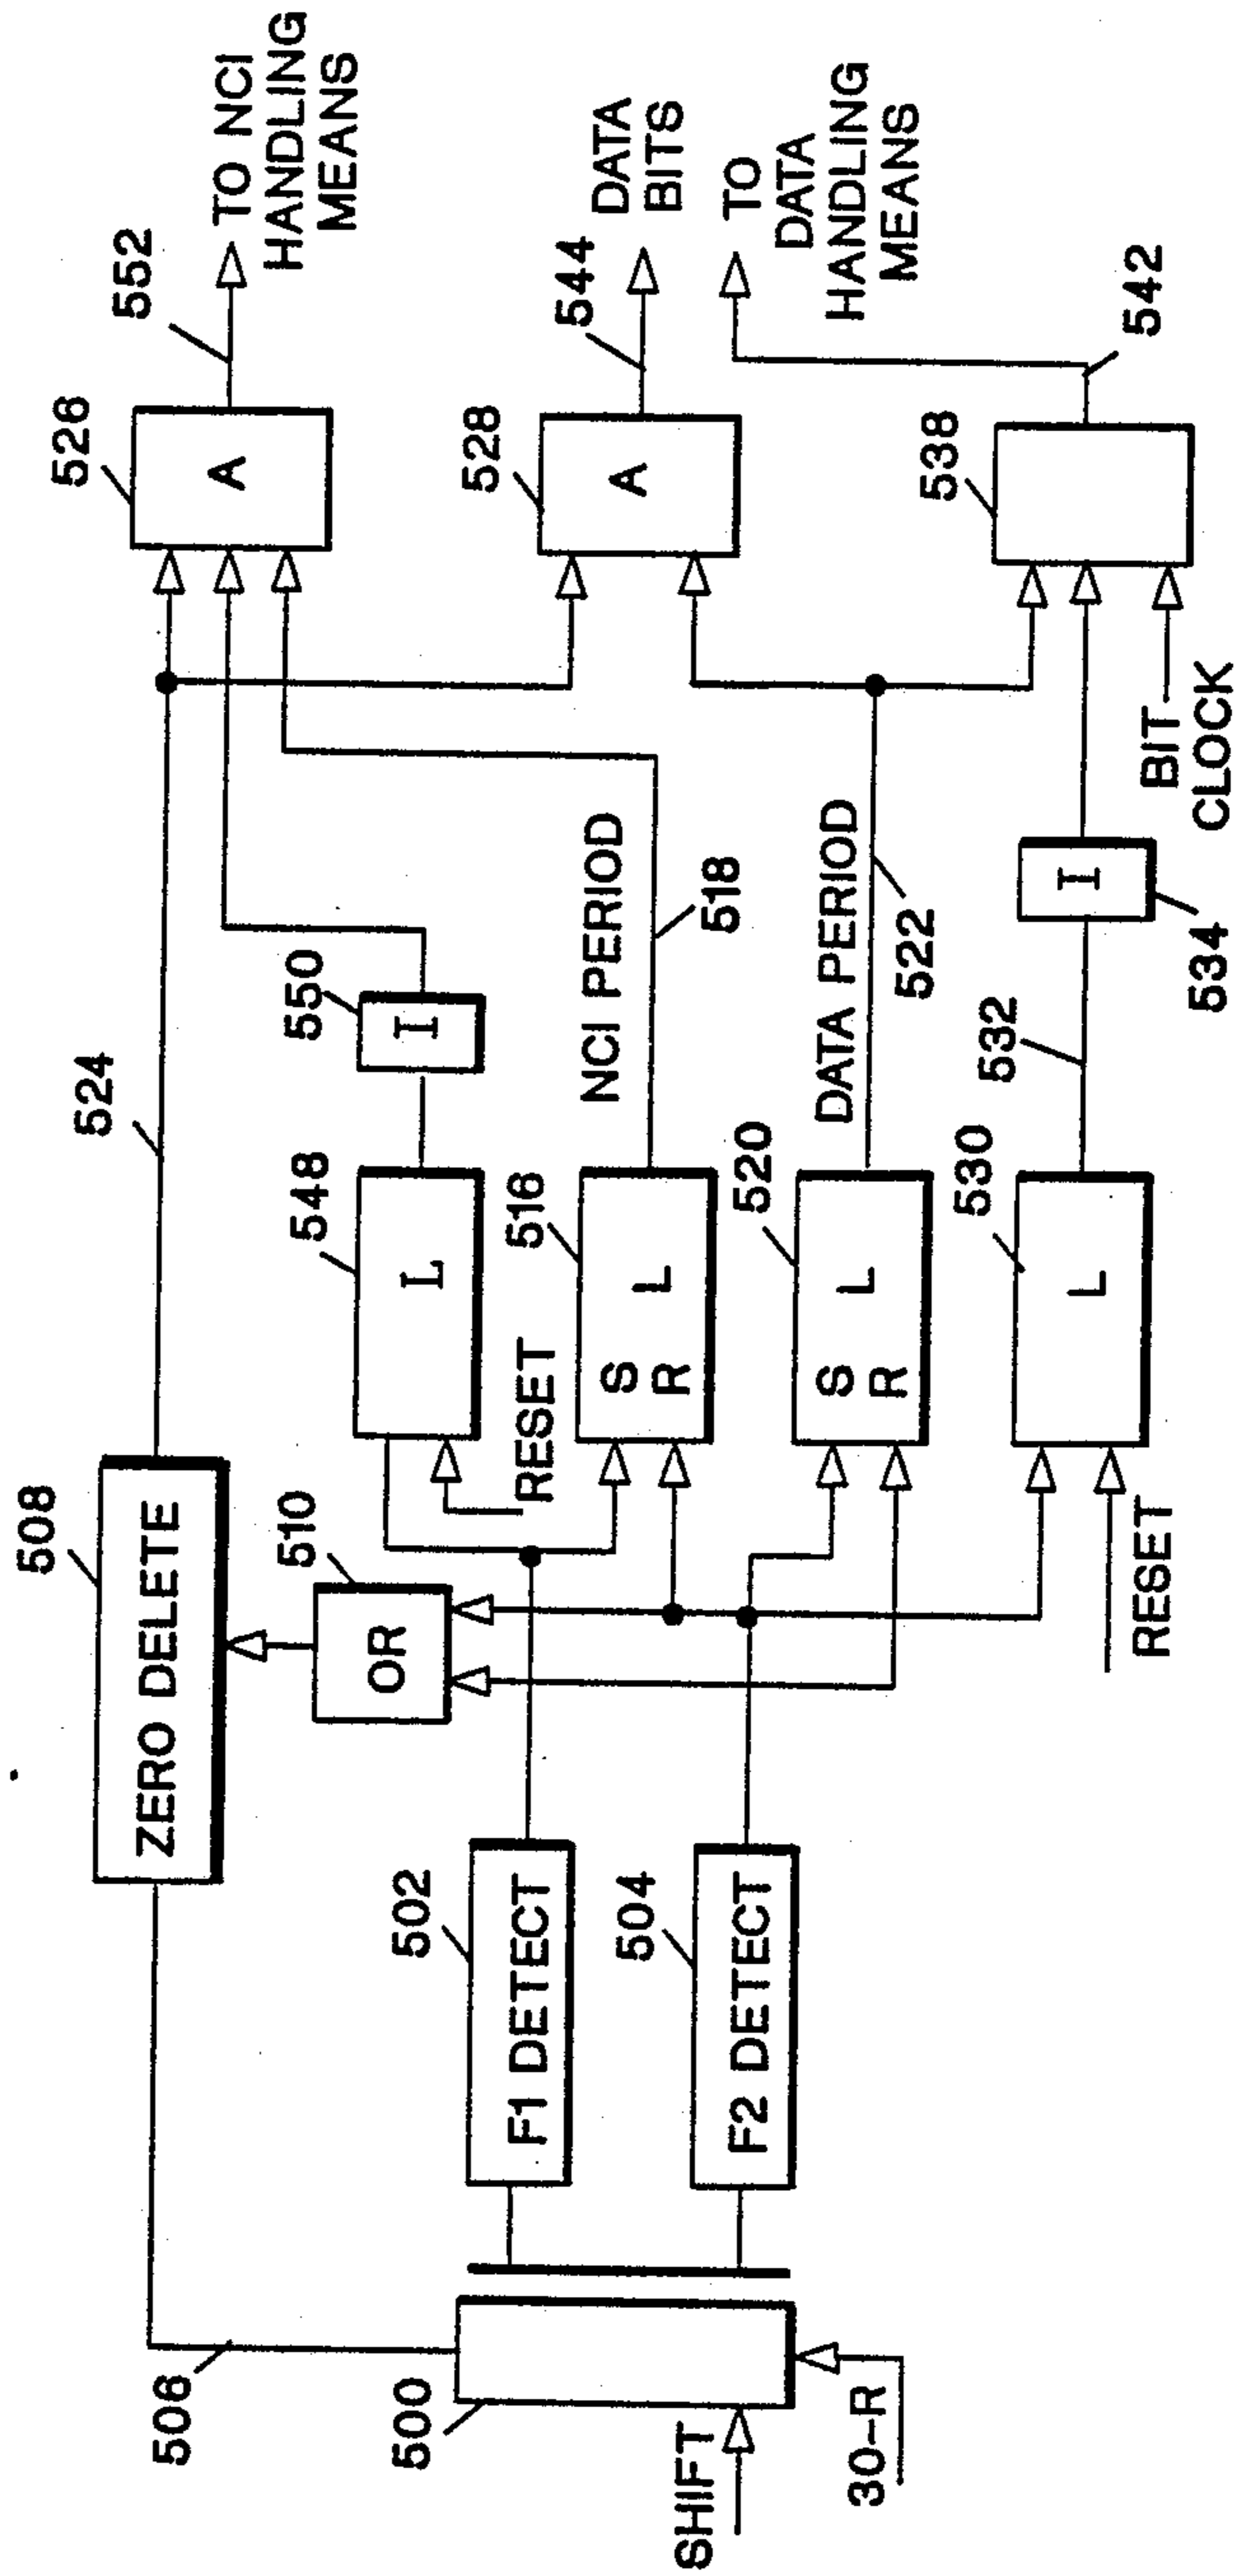 508
ZERO DELETE
524
526
A
552
TO NCI
HANDLING
MEANS
510
OR
548
L
RESET
550
I
506
502
F1 DETECT
516
S
R
L
NCI PERIOD
518
528
A
544
DATA
BITS
500
504
F2 DETECT
520
S
R
L
DATA PERIOD
522
TO
DATA
HANDLING
MEANS
SHIFT
30-R
530
L
RESET
532
I
534
538
BIT
CLOCK
542